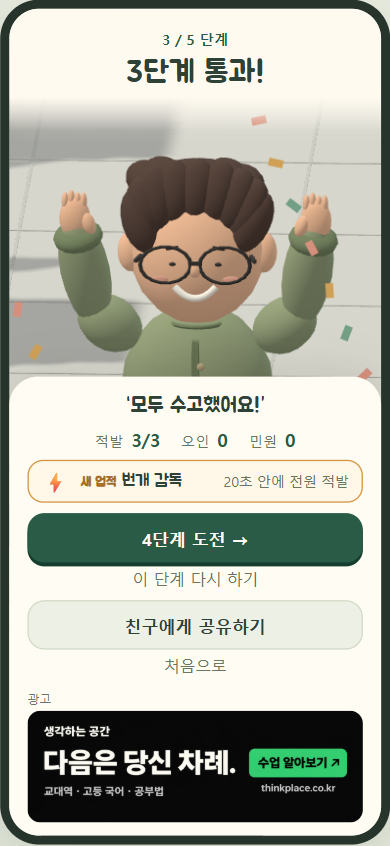 3 / 5 단계
3단계 통과!
‘모두 수고했어요!’
적발 3/3 오인 0 민원 0
새 업적 번개 감독 20초 안에 전원 적발
4단계 도전 →
이 단계 다시 하기
친구에게 공유하기
처음으로
광고
생각하는 공간
다음은 당신 차례.
수업 알아보기 ↗
교대역 · 고등 국어 · 공부법
thinkplace.co.kr